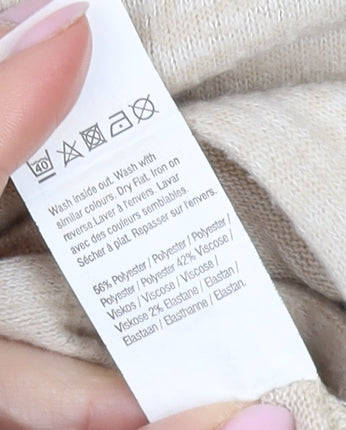 40
Wash inside out. Wash with
similar colours. Dry Flat. Iron on
reverse.Laver à l'envers. Lavar
avec des couleurs semblables.
Sécher à plat. Repasser sur l'envers.
56% Polyester / Polyester / Polyester /
Polyester / Polyester 42% Viscose /
Viskos / Viscose / Viscose /
Viskose 2% Elastane / Elastan /
Elastaan / Elasthanne / Elastan.